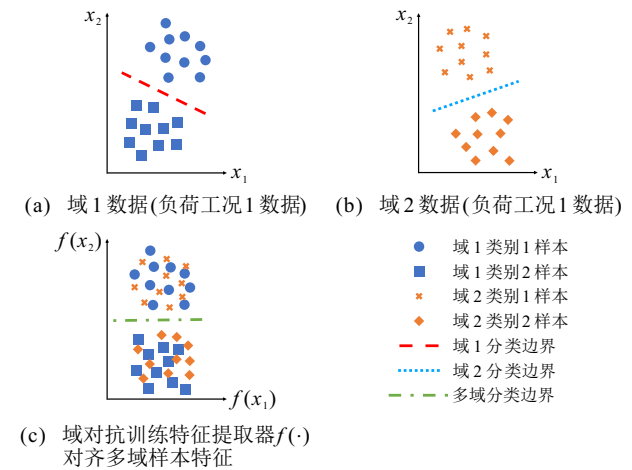 x₂
x₁
(a) 域1数据(负荷工况1数据)
x₂
x₁
(b) 域2数据(负荷工况1数据)
f(x₂)
f(x₁)
(c) 域对抗训练特征提取器f(·)
对齐多域样本特征
域1类别1样本
域1类别2样本
域2类别1样本
域2类别2样本
域1分类边界
域2分类边界
多域分类边界